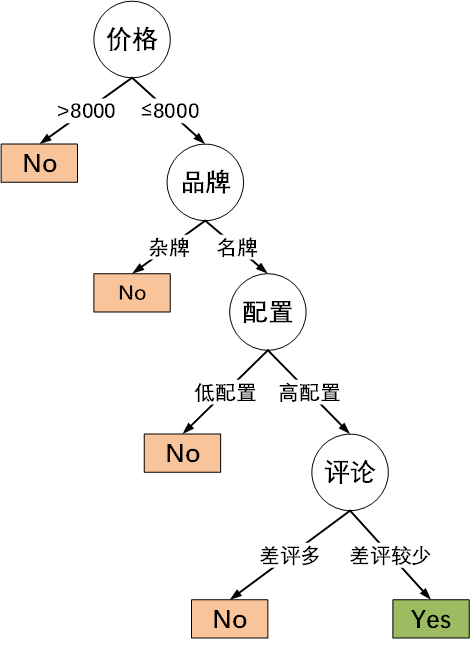 价格
>8000
≤8000
No
品牌
杂牌
名牌
No
配置
低配置
高配置
No
评论
差评多
差评较少
No
Yes